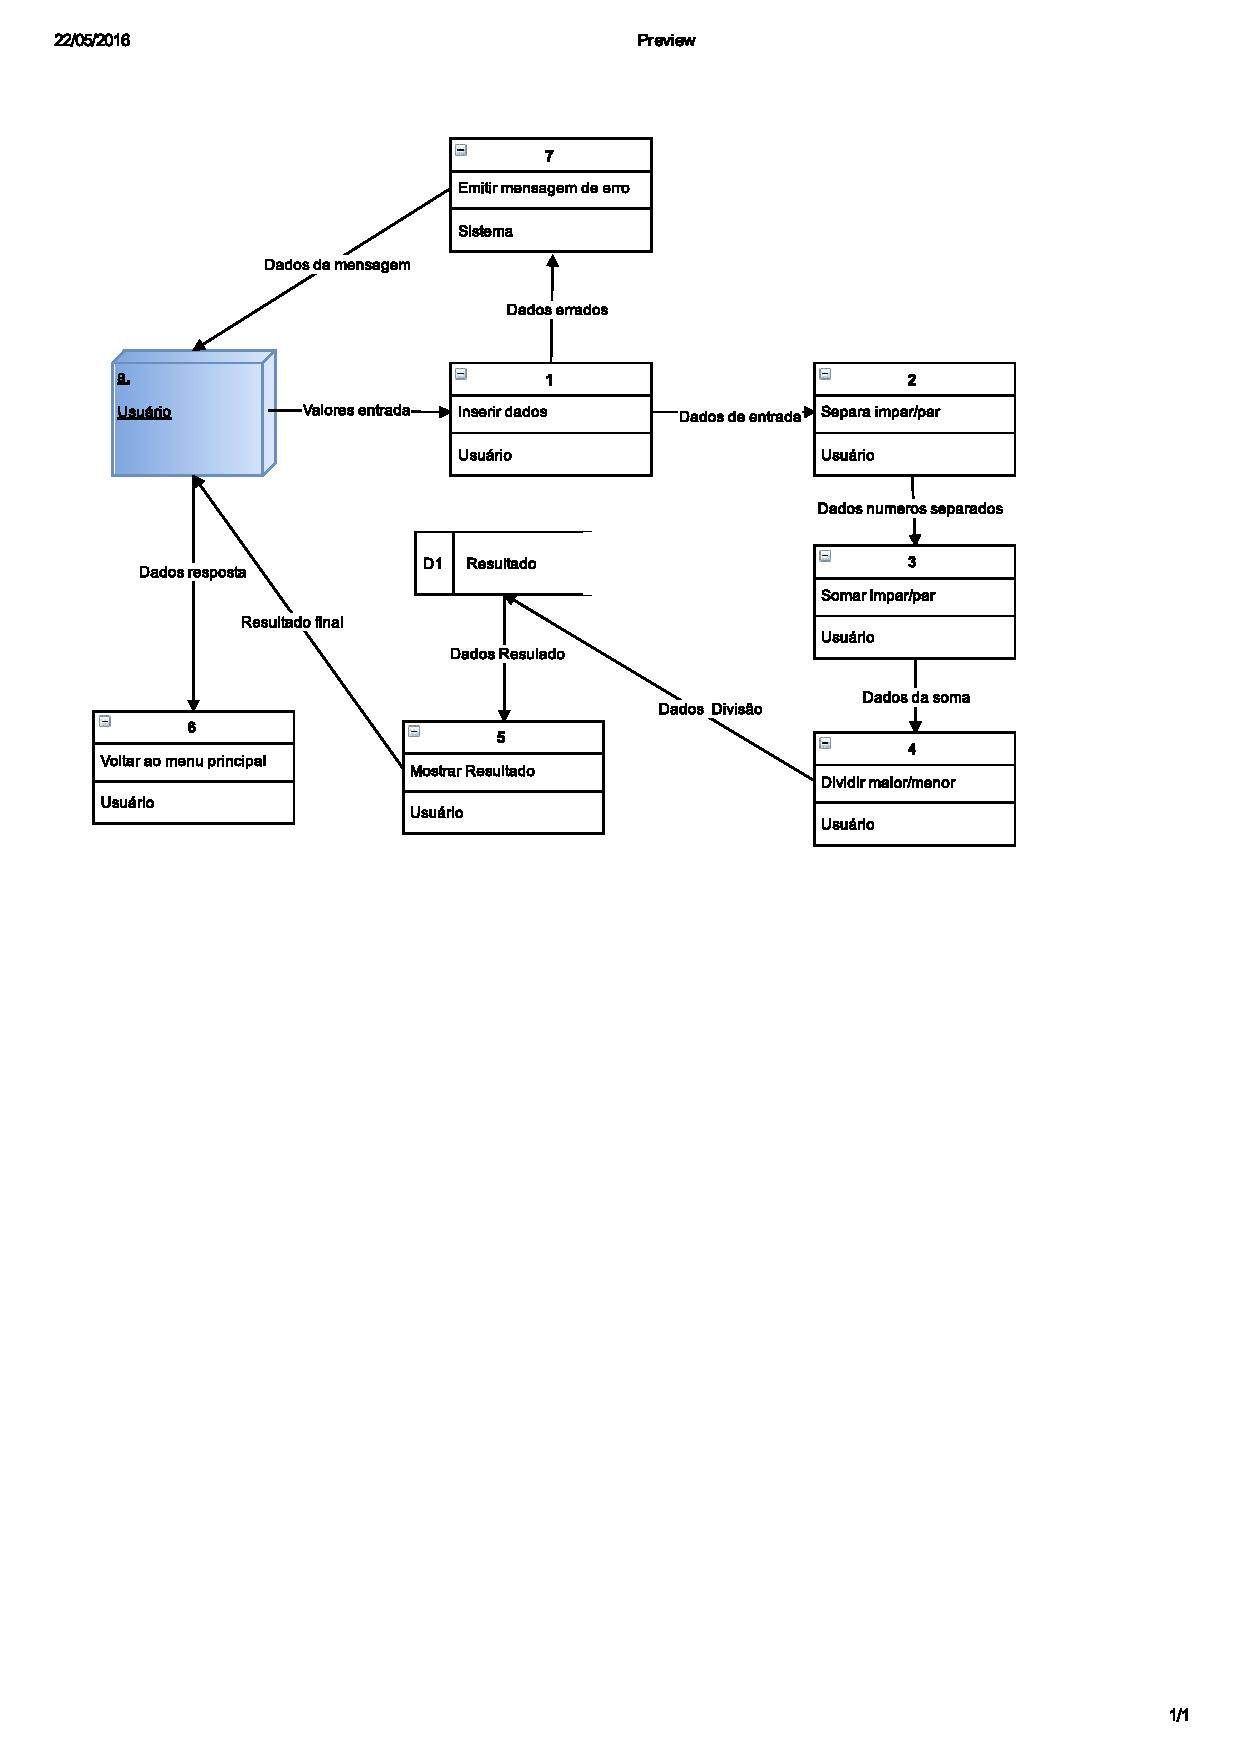 22/05/2016
Preview
7
Emitir mensagem de erro
Sistema
Dados da mensagem
Dados errados
a.
Usuário
Valores entrada
1
Inserir dados
Usuário
Dados de entrada
2
Separa impar/par
Usuário
Dados numeros separados
D1
Resultado
3
Somar impar/par
Usuário
Dados resposta
Resultado final
Dados Resulado
Dados da soma
Dados Divisão
6
Voltar ao menu principal
Usuário
5
Mostrar Resultado
Usuário
4
Dividir maior/menor
Usuário
1/1